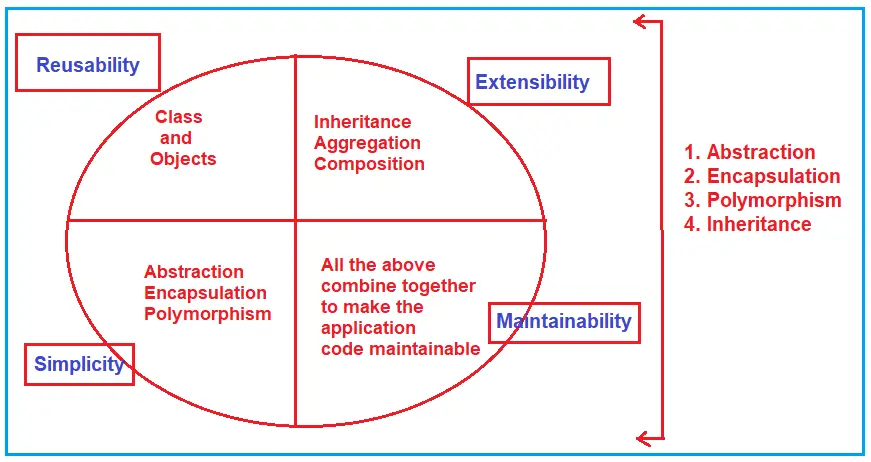 Reusability
Extensibility
Class
and
Objects
Inheritance
Aggregation
Composition
Abstraction
Encapsulation
Polymorphism
All the above
combine together
to make the
application
code maintainable
Simplicity
Maintainability
1. Abstraction
2. Encapsulation
3. Polymorphism
4. Inheritance